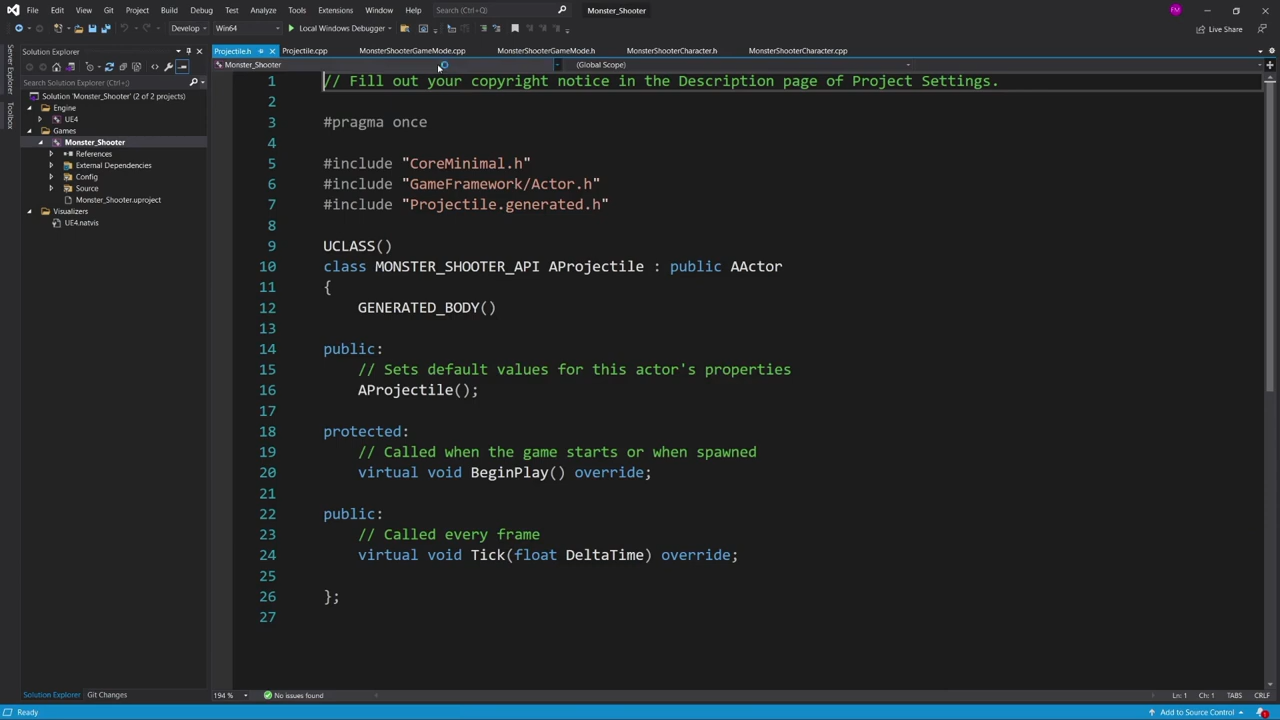 File Edit View Git Project Build Debug Test Analyze Tools Extensions Window Help Search (Ctrl+Q) Monster_Shooter FM
Develop Win64 Local Windows Debugger Live Share
Server Explorer
Toolbox
Solution Explorer
Search Solution Explorer (Ctrl+;)
Solution 'Monster_Shooter' (2 of 2 projects)
Engine
UE4
Games
Monster_Shooter
References
External Dependencies
Config
Source
Monster_Shooter.uproject
Visualizers
UE4.natvis
Projectile.h Projectile.cpp MonsterShooterGameMode.cpp MonsterShooterGameMode.h MonsterShooterCharacter.h MonsterShooterCharacter.cpp
Monster_Shooter (Global Scope)
1 // Fill out your copyright notice in the Description page of Project Settings.
2
3 #pragma once
4
5 #include "CoreMinimal.h"
6 #include "GameFramework/Actor.h"
7 #include "Projectile.generated.h"
8
9 UCLASS()
10 class MONSTER_SHOOTER_API AProjectile : public AActor
11 {
12 GENERATED_BODY()
13
14 public:
15 // Sets default values for this actor's properties
16 AProjectile();
17
18 protected:
19 // Called when the game starts or when spawned
20 virtual void BeginPlay() override;
21
22 public:
23 // Called every frame
24 virtual void Tick(float DeltaTime) override;
25
26 };
27
Solution Explorer Git Changes
194 % No issues found Ln: 1 Ch: 1 TABS CRLF
Ready Add to Source Control 1